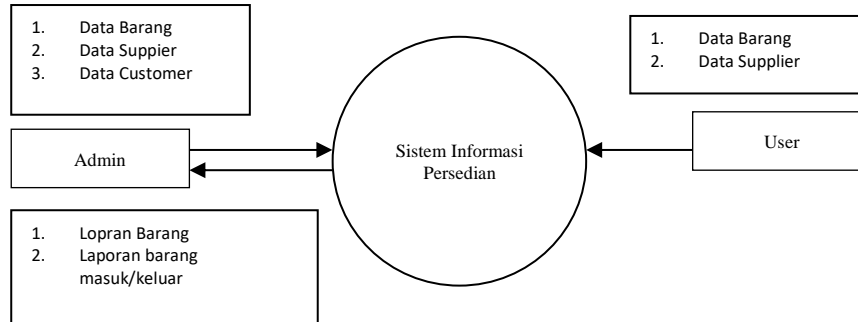 1. Data Barang
2. Data Suppier
3. Data Customer
1. Data Barang
2. Data Supplier
Admin
Sistem Informasi
Persedian
User
1. Lopran Barang
2. Laporan barang
masuk/keluar